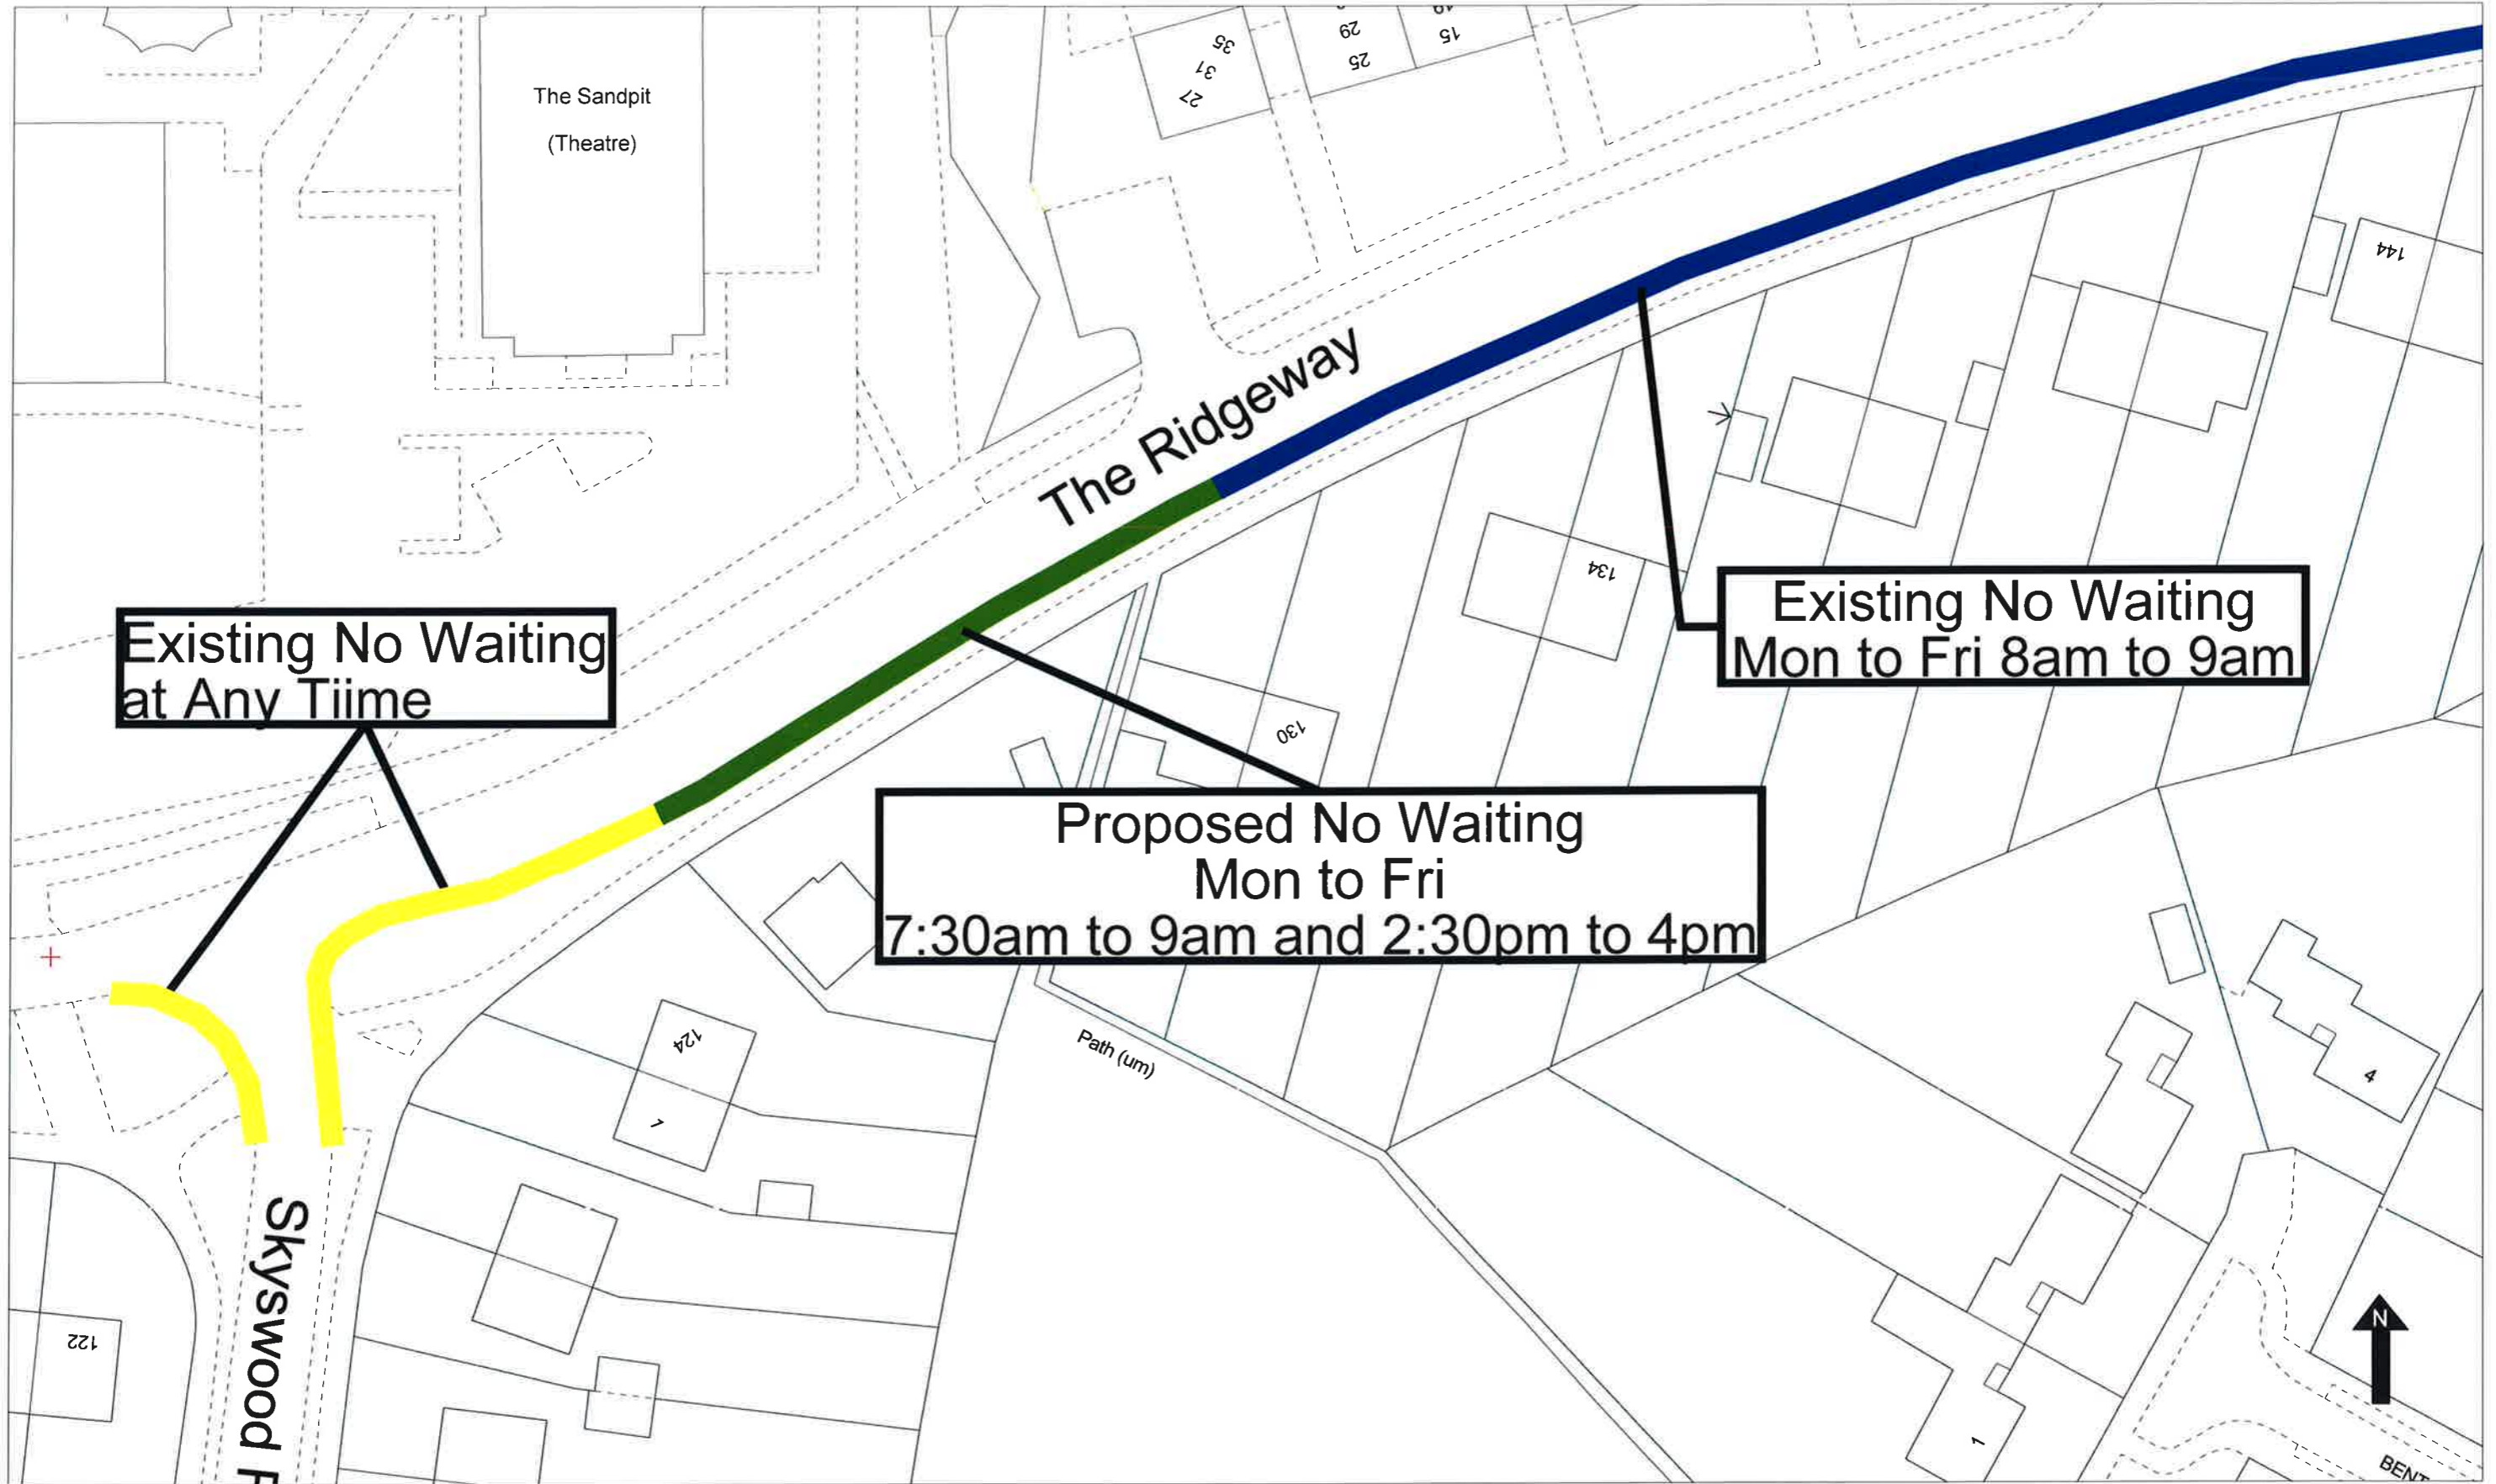 The Sandpit
(Theatre)
35
31
27
29
25
15
144
The Ridgeway
134
Existing No Waiting
at Any Tiime
Existing No Waiting
Mon to Fri 8am to 9am
130
Proposed No Waiting
Mon to Fri
7:30am to 9am and 2:30pm to 4pm
124
1
Path (um)
4
Skyswood
122
N
1
BENT